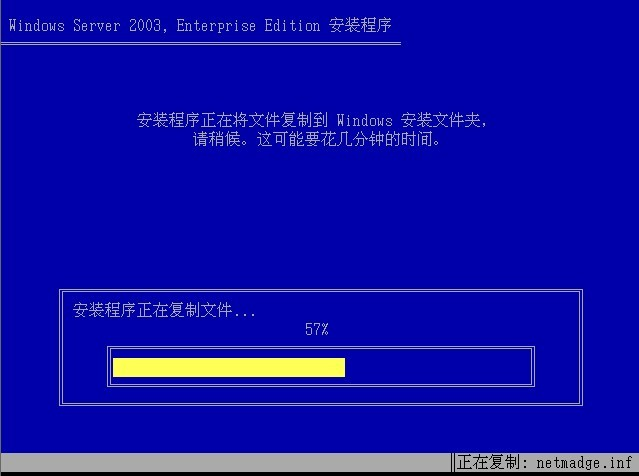 Windows Server 2003, Enterprise Edition 安装程序
安装程序正在将文件复制到 Windows 安装文件夹,
请稍候。这可能要花几分钟的时间。
安装程序正在复制文件...
57%
正在复制: netmadge.inf